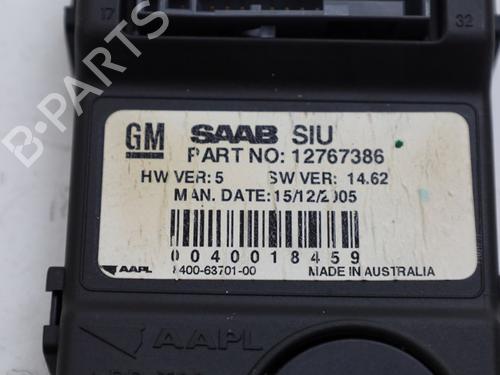 17
32
B-PARTS
GM SAAB SIU
PART NO: 12767386
HW VER: 5 SW VER: 14.62
MAN. DATE: 15/12/2005
0040018459
AAPL 8400-63701-00 MADE IN AUSTRALIA
AAPL